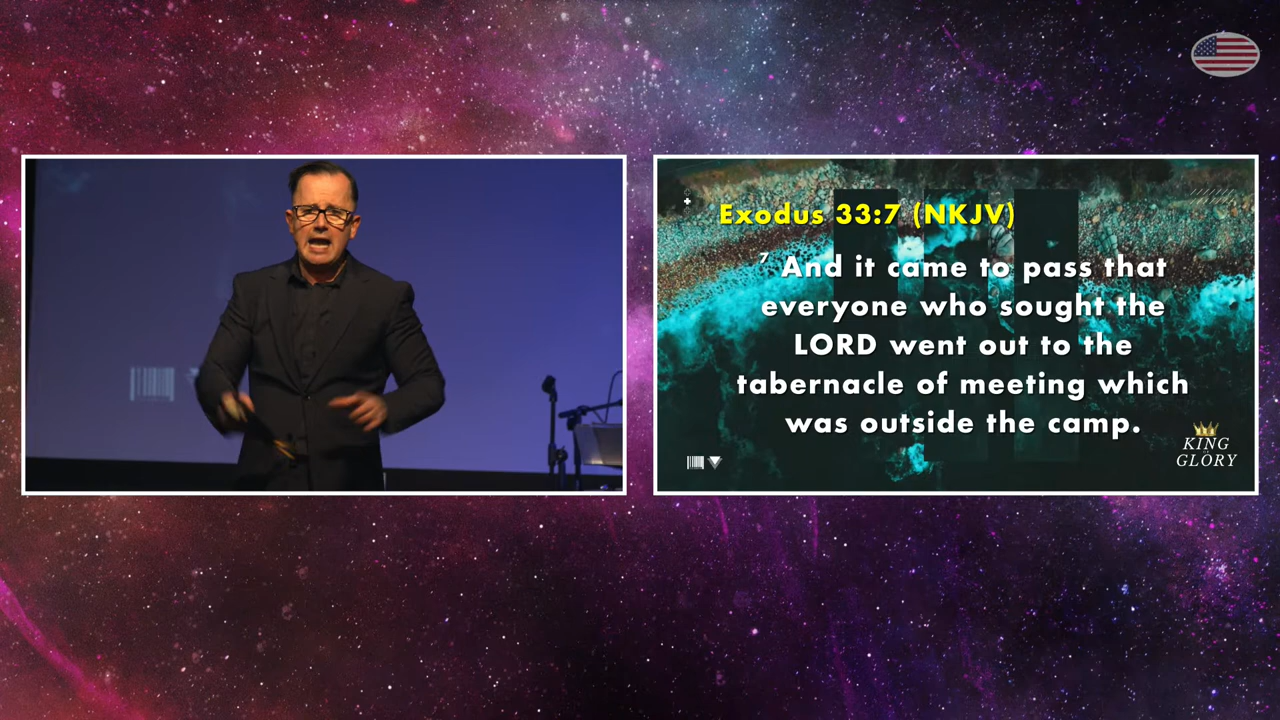 Exodus 33:7 (NKJV)
7 And it came to pass that
everyone who sought the
LORD went out to the
tabernacle of meeting which
was outside the camp.
KING
OF
GLORY